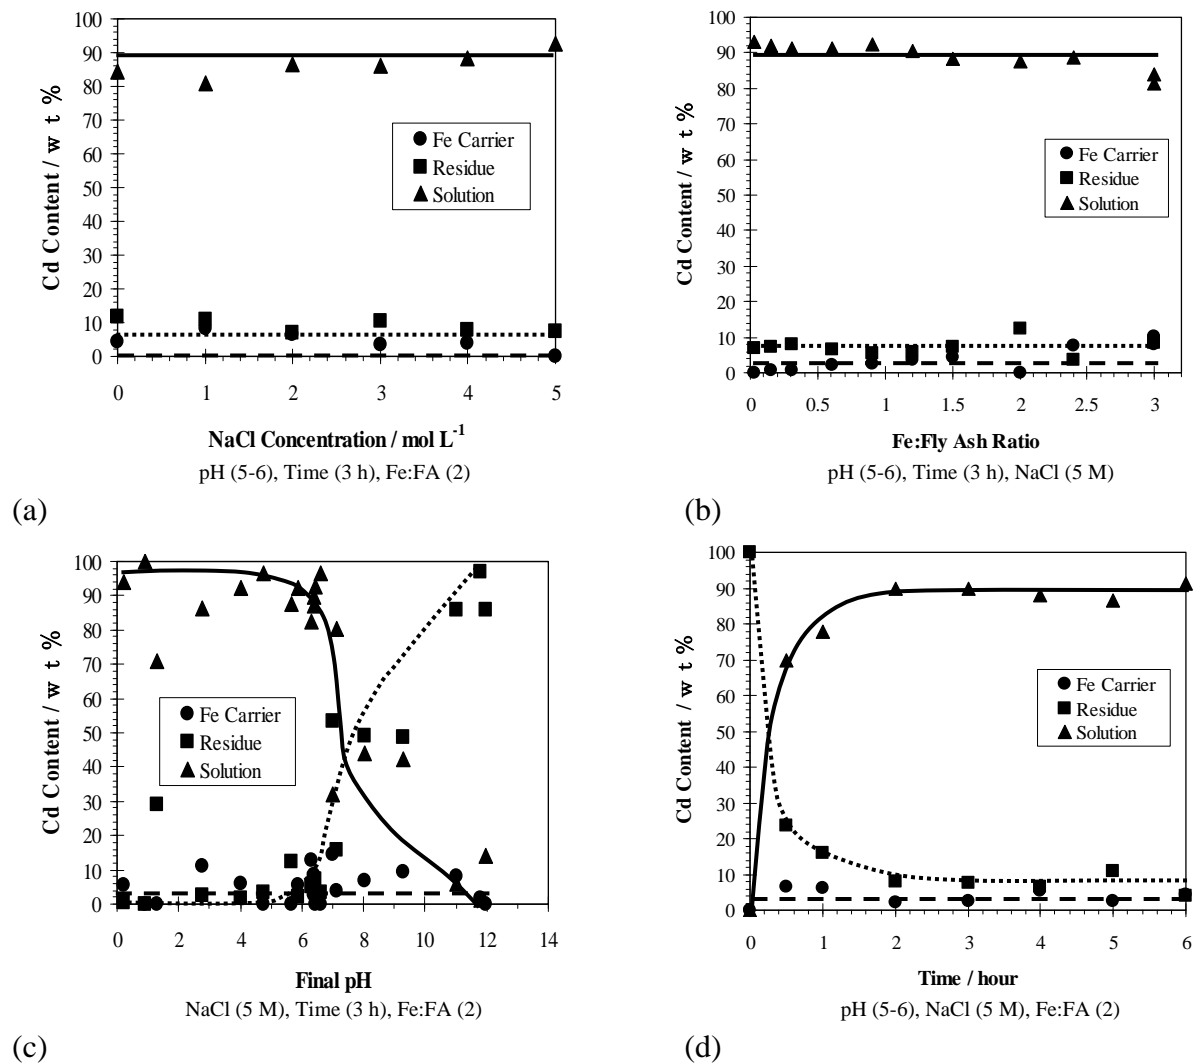 100
90
80
70
60
50
40
30
20
10
0
Cd Content / w t %
Fe Carrier
Residue
Solution
0 1 2 3 4 5
NaCl Concentration / mol L-1
pH (5-6), Time (3 h), Fe:FA (2)
(a)
100
90
80
70
60
50
40
30
20
10
0
Cd Content / w t %
Fe Carrier
Residue
Solution
0 0.5 1 1.5 2 2.5 3
Fe:Fly Ash Ratio
pH (5-6), Time (3 h), NaCl (5 M)
(b)
100
90
80
70
60
50
40
30
20
10
0
Cd Content / w t %
Fe Carrier
Residue
Solution
0 2 4 6 8 10 12 14
Final pH
NaCl (5 M), Time (3 h), Fe:FA (2)
(c)
100
90
80
70
60
50
40
30
20
10
0
Cd Content / w t %
Fe Carrier
Residue
Solution
0 1 2 3 4 5 6
Time / hour
pH (5-6), NaCl (5 M), Fe:FA (2)
(d)